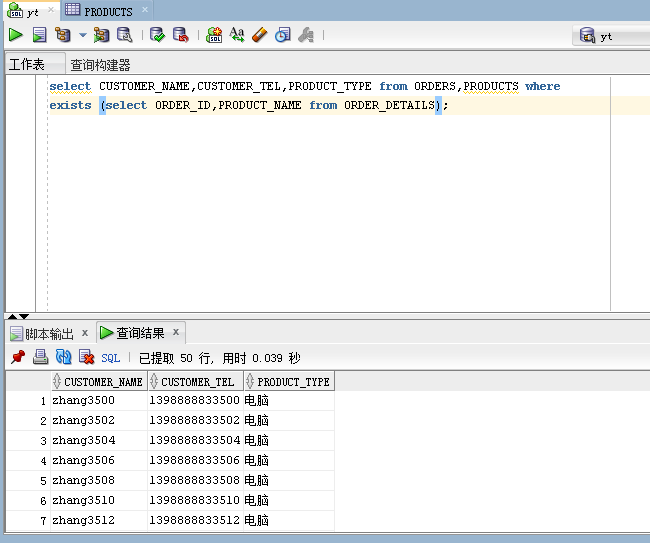 yt
PRODUCTS
SQL
Aa
yt
工作表 查询构建器
select CUSTOMER_NAME,CUSTOMER_TEL,PRODUCT_TYPE from ORDERS,PRODUCTS where
exists (select ORDER_ID,PRODUCT_NAME from ORDER_DETAILS);
脚本输出 x 查询结果 x
SQL | 已提取 50 行, 用时 0.039 秒
CUSTOMER_NAME CUSTOMER_TEL PRODUCT_TYPE
1 zhang3500 1398888833500 电脑
2 zhang3502 1398888833502 电脑
3 zhang3504 1398888833504 电脑
4 zhang3506 1398888833506 电脑
5 zhang3508 1398888833508 电脑
6 zhang3510 1398888833510 电脑
7 zhang3512 1398888833512 电脑